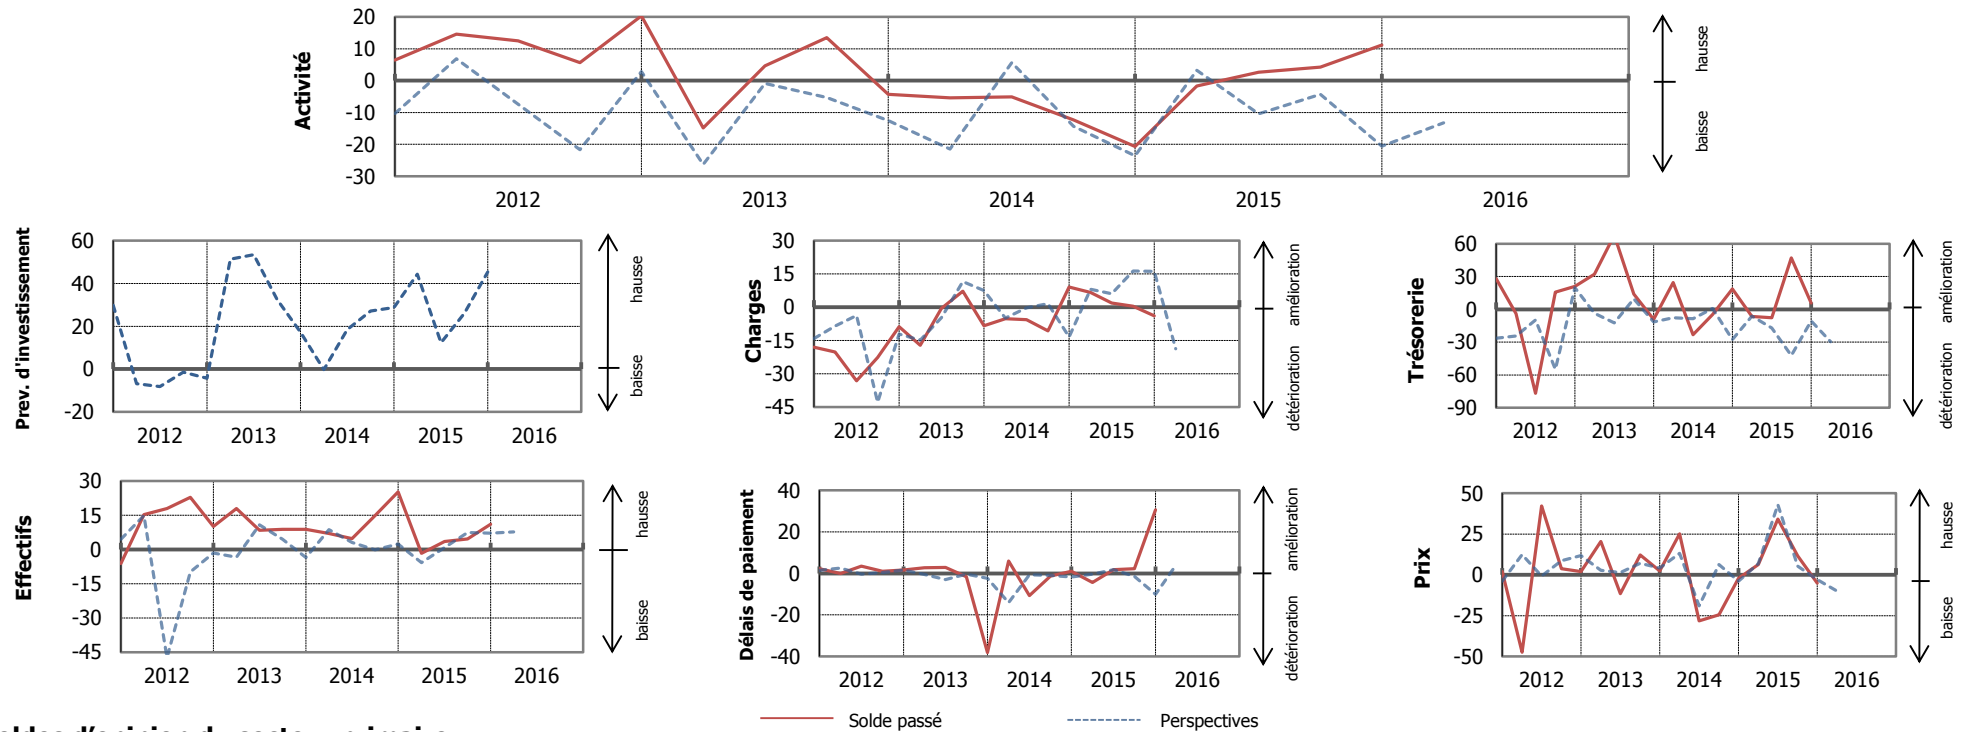 Activité
20
10
0
-10
-20
-30
2012 2013 2014 2015 2016
hausse
baisse
Prev. d'investissement
60
40
20
0
-20
2012 2013 2014 2015 2016
hausse
baisse
Charges
30
15
0
-15
-30
-45
2012 2013 2014 2015 2016
amélioration
détérioration
Trésorerie
60
30
0
-30
-60
-90
2012 2013 2014 2015 2016
amélioration
détérioration
Effectifs
30
15
0
-15
-30
-45
2012 2013 2014 2015 2016
hausse
baisse
Délais de paiement
40
20
0
-20
-40
2012 2013 2014 2015 2016
amélioration
détérioration
Prix
50
25
0
-25
-50
2012 2013 2014 2015 2016
hausse
baisse
Solde passé Perspectives